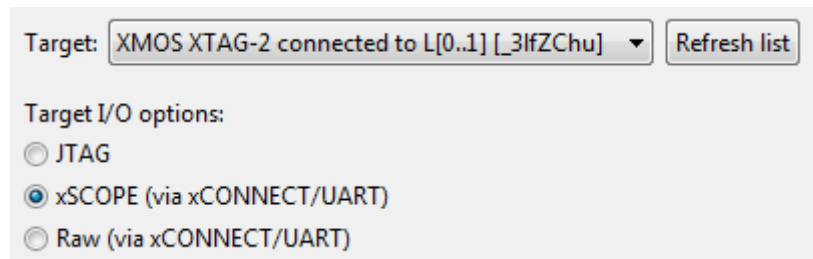 Target: XMOS XTAG-2 connected to L[0..1] [_3IfZChu] Refresh list
Target I/O options:
JTAG
xSCOPE (via xCONNECT/UART)
Raw (via xCONNECT/UART)